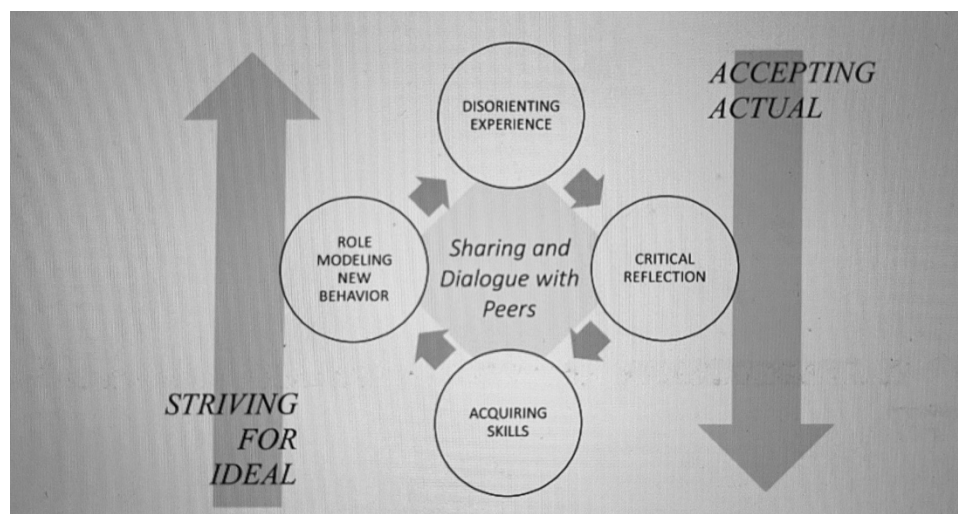 DISORIENTING
EXPERIENCE
ACCEPTING
ACTUAL
ROLE
MODELING
NEW
BEHAVIOR
Sharing and
Dialogue with
Peers
CRITICAL
REFLECTION
STRIVING
FOR
IDEAL
ACQUIRING
SKILLS